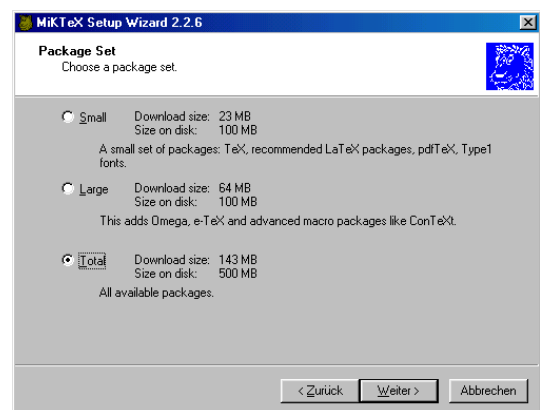 MiKTeX Setup Wizard 2.2.6
Package Set
Choose a package set.
Small Download size: 23 MB
Size on disk: 100 MB
A small set of packages: TeX, recommended LaTeX packages, pdfTeX, Type1
fonts.
Large Download size: 64 MB
Size on disk: 100 MB
This adds Omega, e-TeX and advanced macro packages like ConTeXt.
Total Download size: 143 MB
Size on disk: 500 MB
All available packages.
< Zurück Weiter > Abbrechen